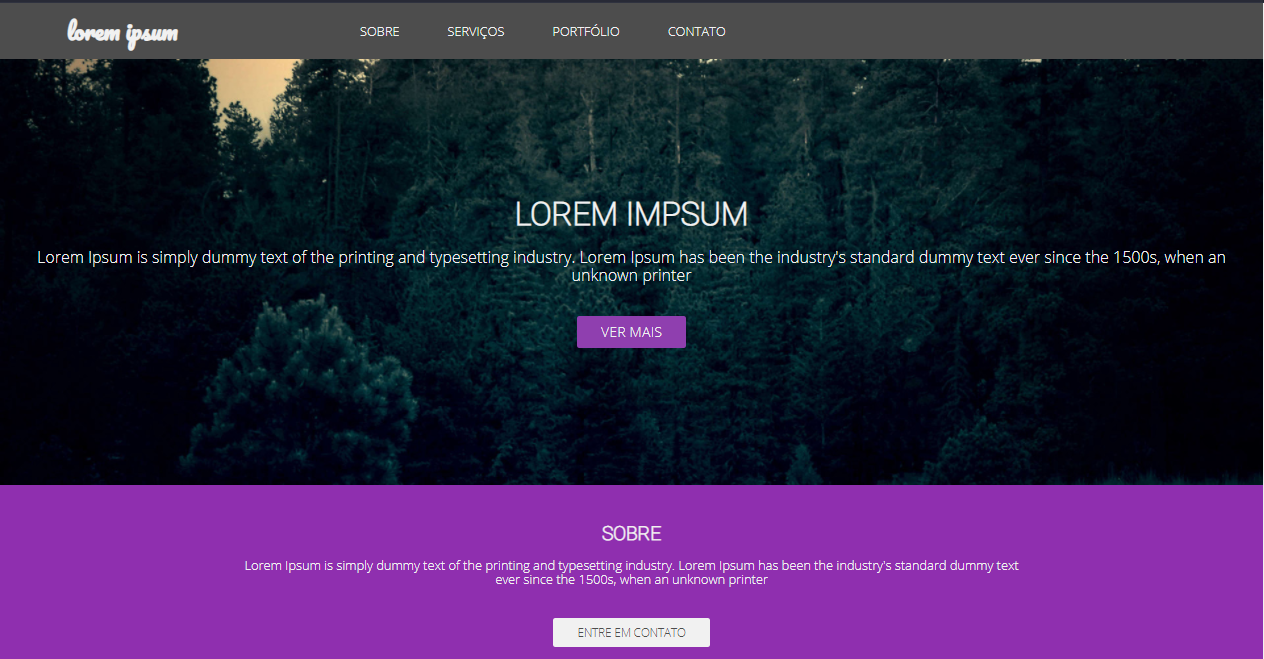 lorem ipsum
SOBRE SERVIÇOS PORTFÓLIO CONTATO
LOREM IMPSUM
Lorem Ipsum is simply dummy text of the printing and typesetting industry. Lorem Ipsum has been the industry's standard dummy text ever since the 1500s, when an
unknown printer
VER MAIS
SOBRE
Lorem Ipsum is simply dummy text of the printing and typesetting industry. Lorem Ipsum has been the industry's standard dummy text
ever since the 1500s, when an unknown printer
ENTRE EM CONTATO